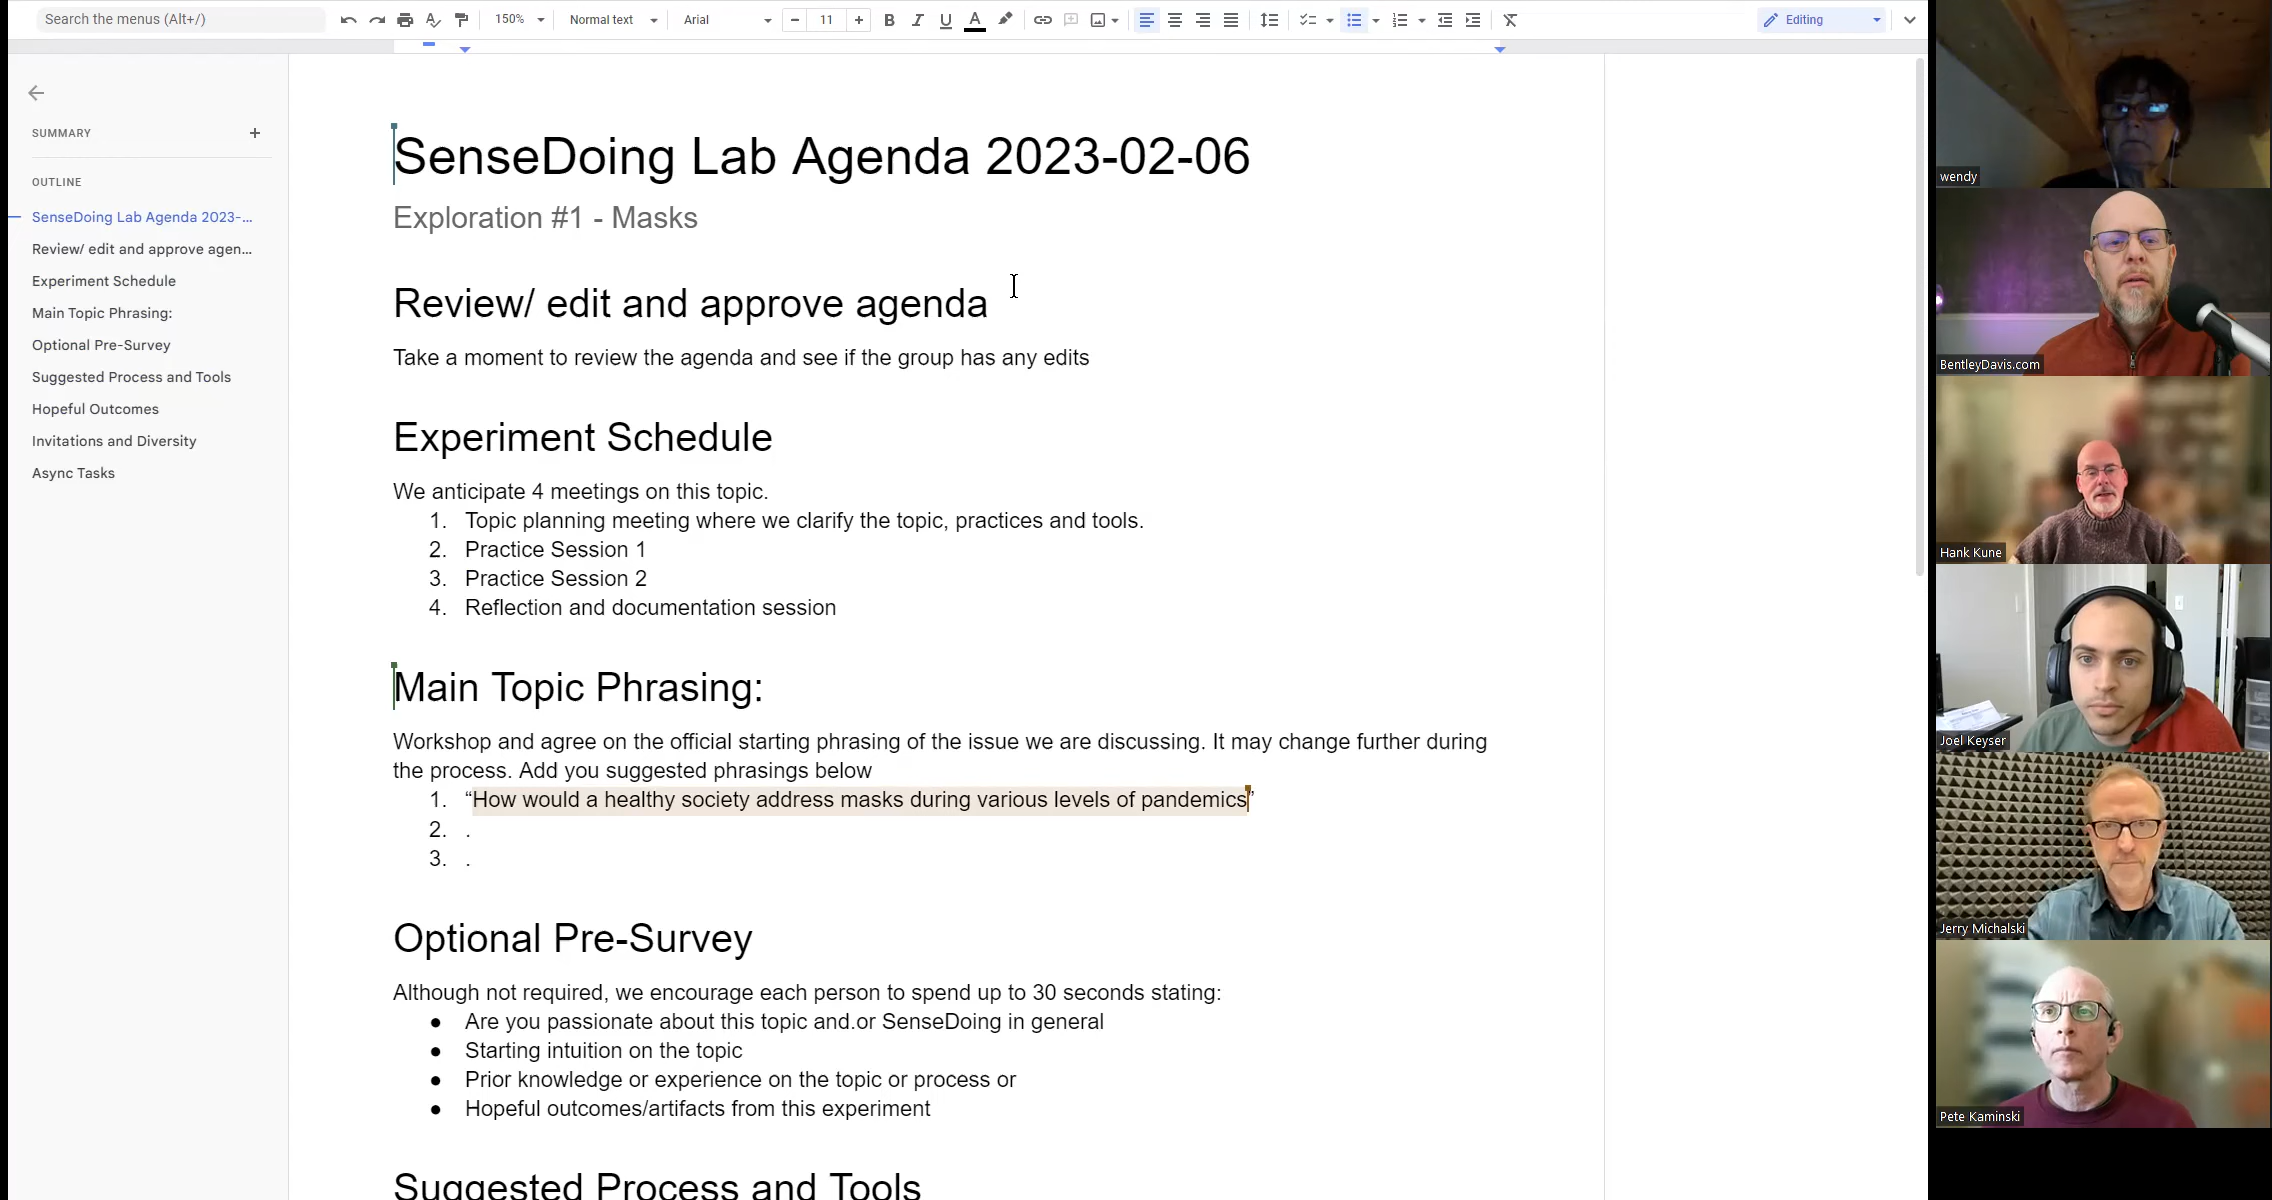 Search the menus (Alt+/)
150%
Normal text
Arial
11
B I U A
Editing
SUMMARY
OUTLINE
SenseDoing Lab Agenda 2023-...
Review/ edit and approve agen...
Experiment Schedule
Main Topic Phrasing:
Optional Pre-Survey
Suggested Process and Tools
Hopeful Outcomes
Invitations and Diversity
Async Tasks
SenseDoing Lab Agenda 2023-02-06
Exploration #1 - Masks
Review/ edit and approve agenda
Take a moment to review the agenda and see if the group has any edits
Experiment Schedule
We anticipate 4 meetings on this topic.
1. Topic planning meeting where we clarify the topic, practices and tools.
2. Practice Session 1
3. Practice Session 2
4. Reflection and documentation session
Main Topic Phrasing:
Workshop and agree on the official starting phrasing of the issue we are discussing. It may change further during
the process. Add you suggested phrasings below
1. “How would a healthy society address masks during various levels of pandemics”
2. .
3. .
Optional Pre-Survey
Although not required, we encourage each person to spend up to 30 seconds stating:
● Are you passionate about this topic and.or SenseDoing in general
● Starting intuition on the topic
● Prior knowledge or experience on the topic or process or
● Hopeful outcomes/artifacts from this experiment
Suggested Process and Tools
wendy
BentleyDavis.com
Hank Kune
Joel Keyser
Jerry Michalski
Pete Kaminski